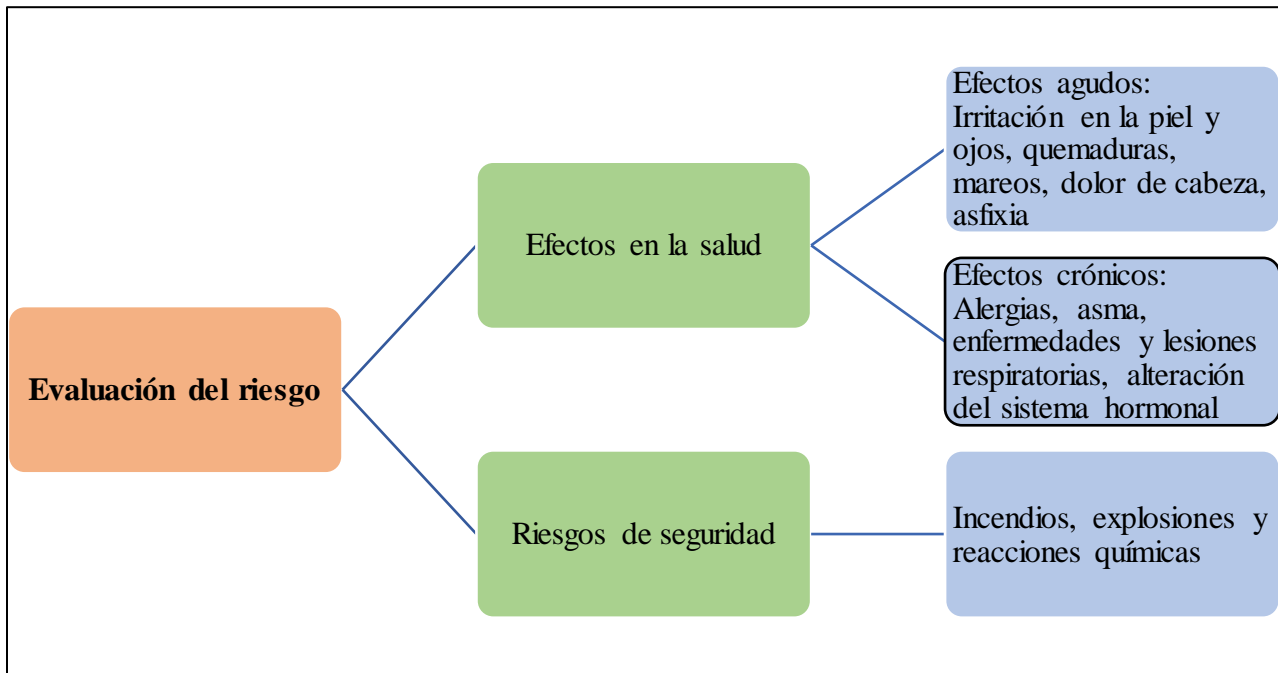 Evaluación del riesgo
Efectos en la salud
Efectos agudos:
Irritación en la piel y
ojos, quemaduras,
mareos, dolor de cabeza,
asfixia
Efectos crónicos:
Alergias, asma,
enfermedades y lesiones
respiratorias, alteración
del sistema hormonal
Riesgos de seguridad
Incendios, explosiones y
reacciones químicas